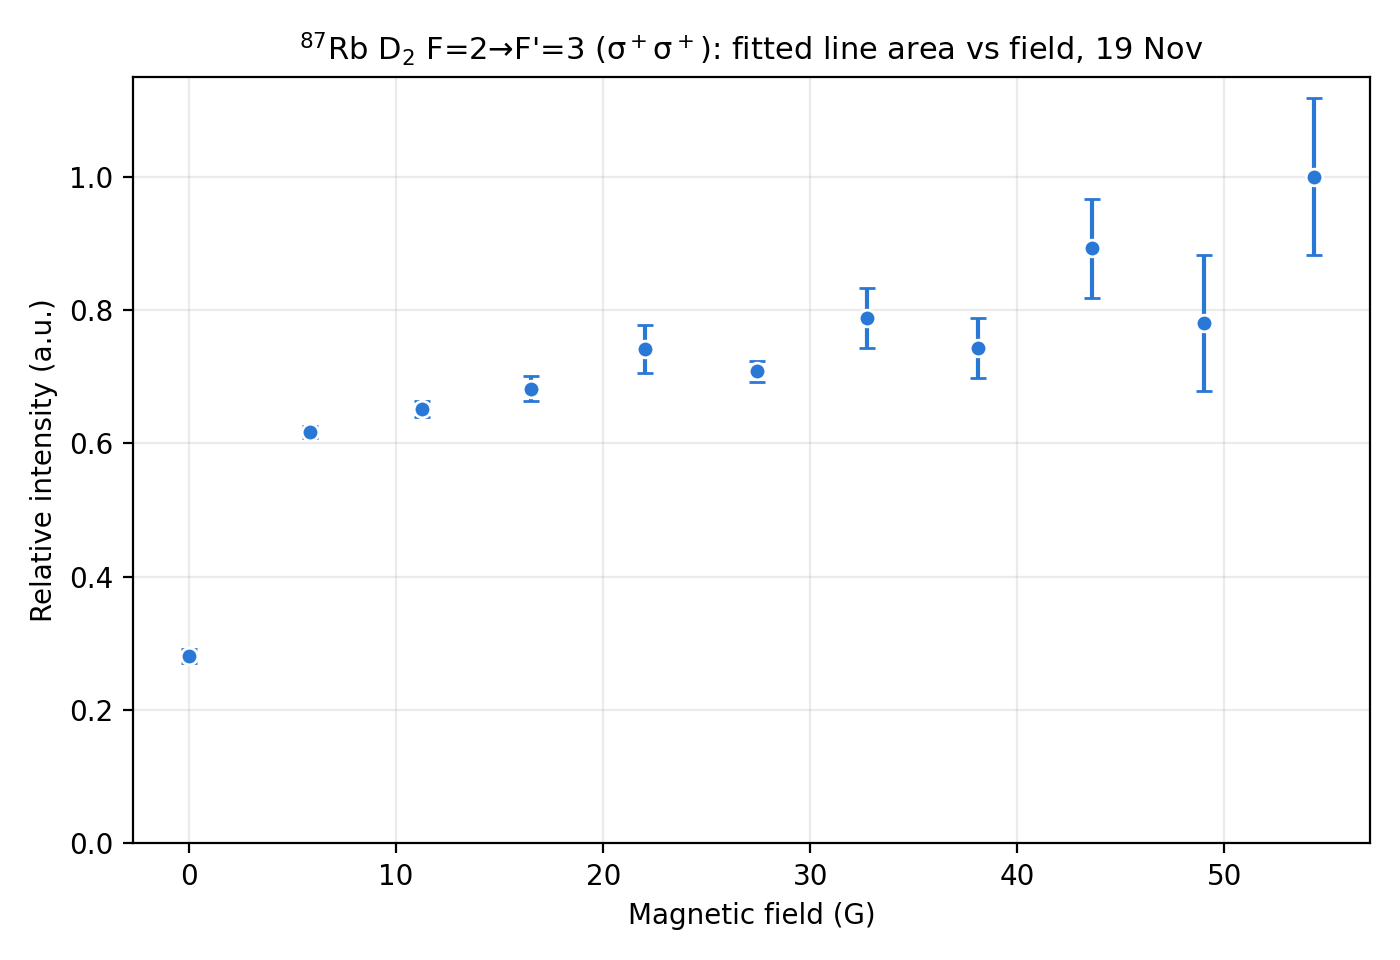 ⁸⁷Rb D₂ F=2→F'=3 (σ⁺σ⁺): fitted line area vs field, 19 Nov
Relative intensity (a.u.)
1.0
0.8
0.6
0.4
0.2
0.0
0 10 20 30 40 50
Magnetic field (G)